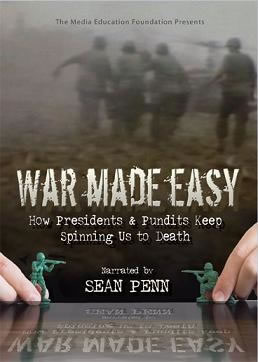 The Media Education Foundation Presents
WAR MADE EASY
How Presidents & Pundits Keep
Spinning Us to Death
Narrated by
SEAN PENN